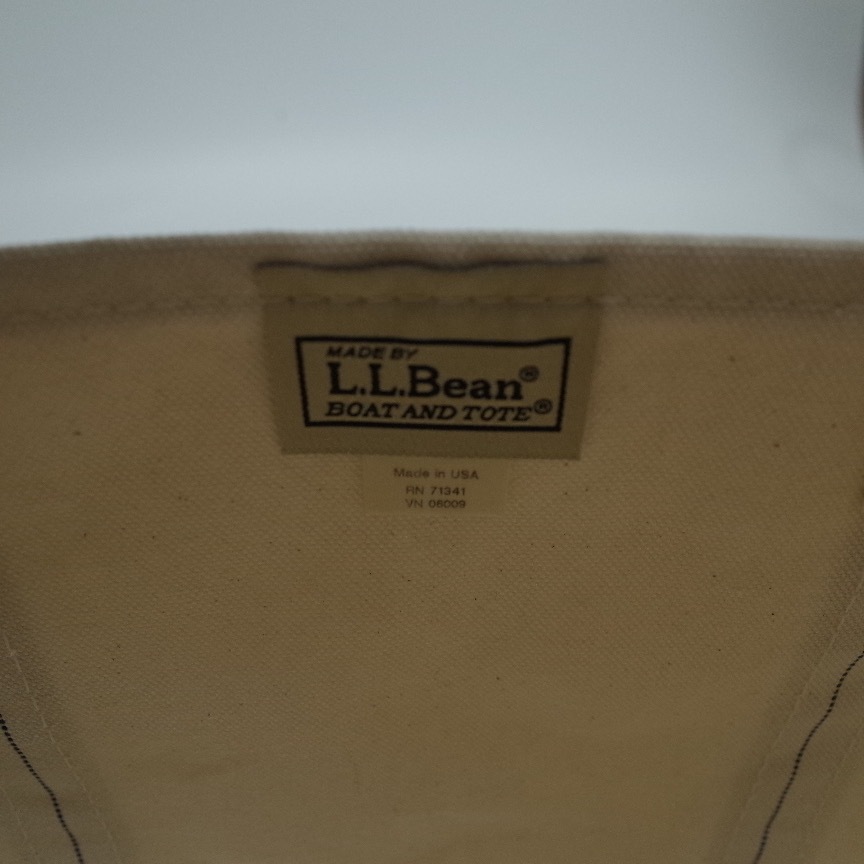 MADE BY
L.L.Bean®
BOAT AND TOTE®
Made in USA
RN 71341
VN 06009